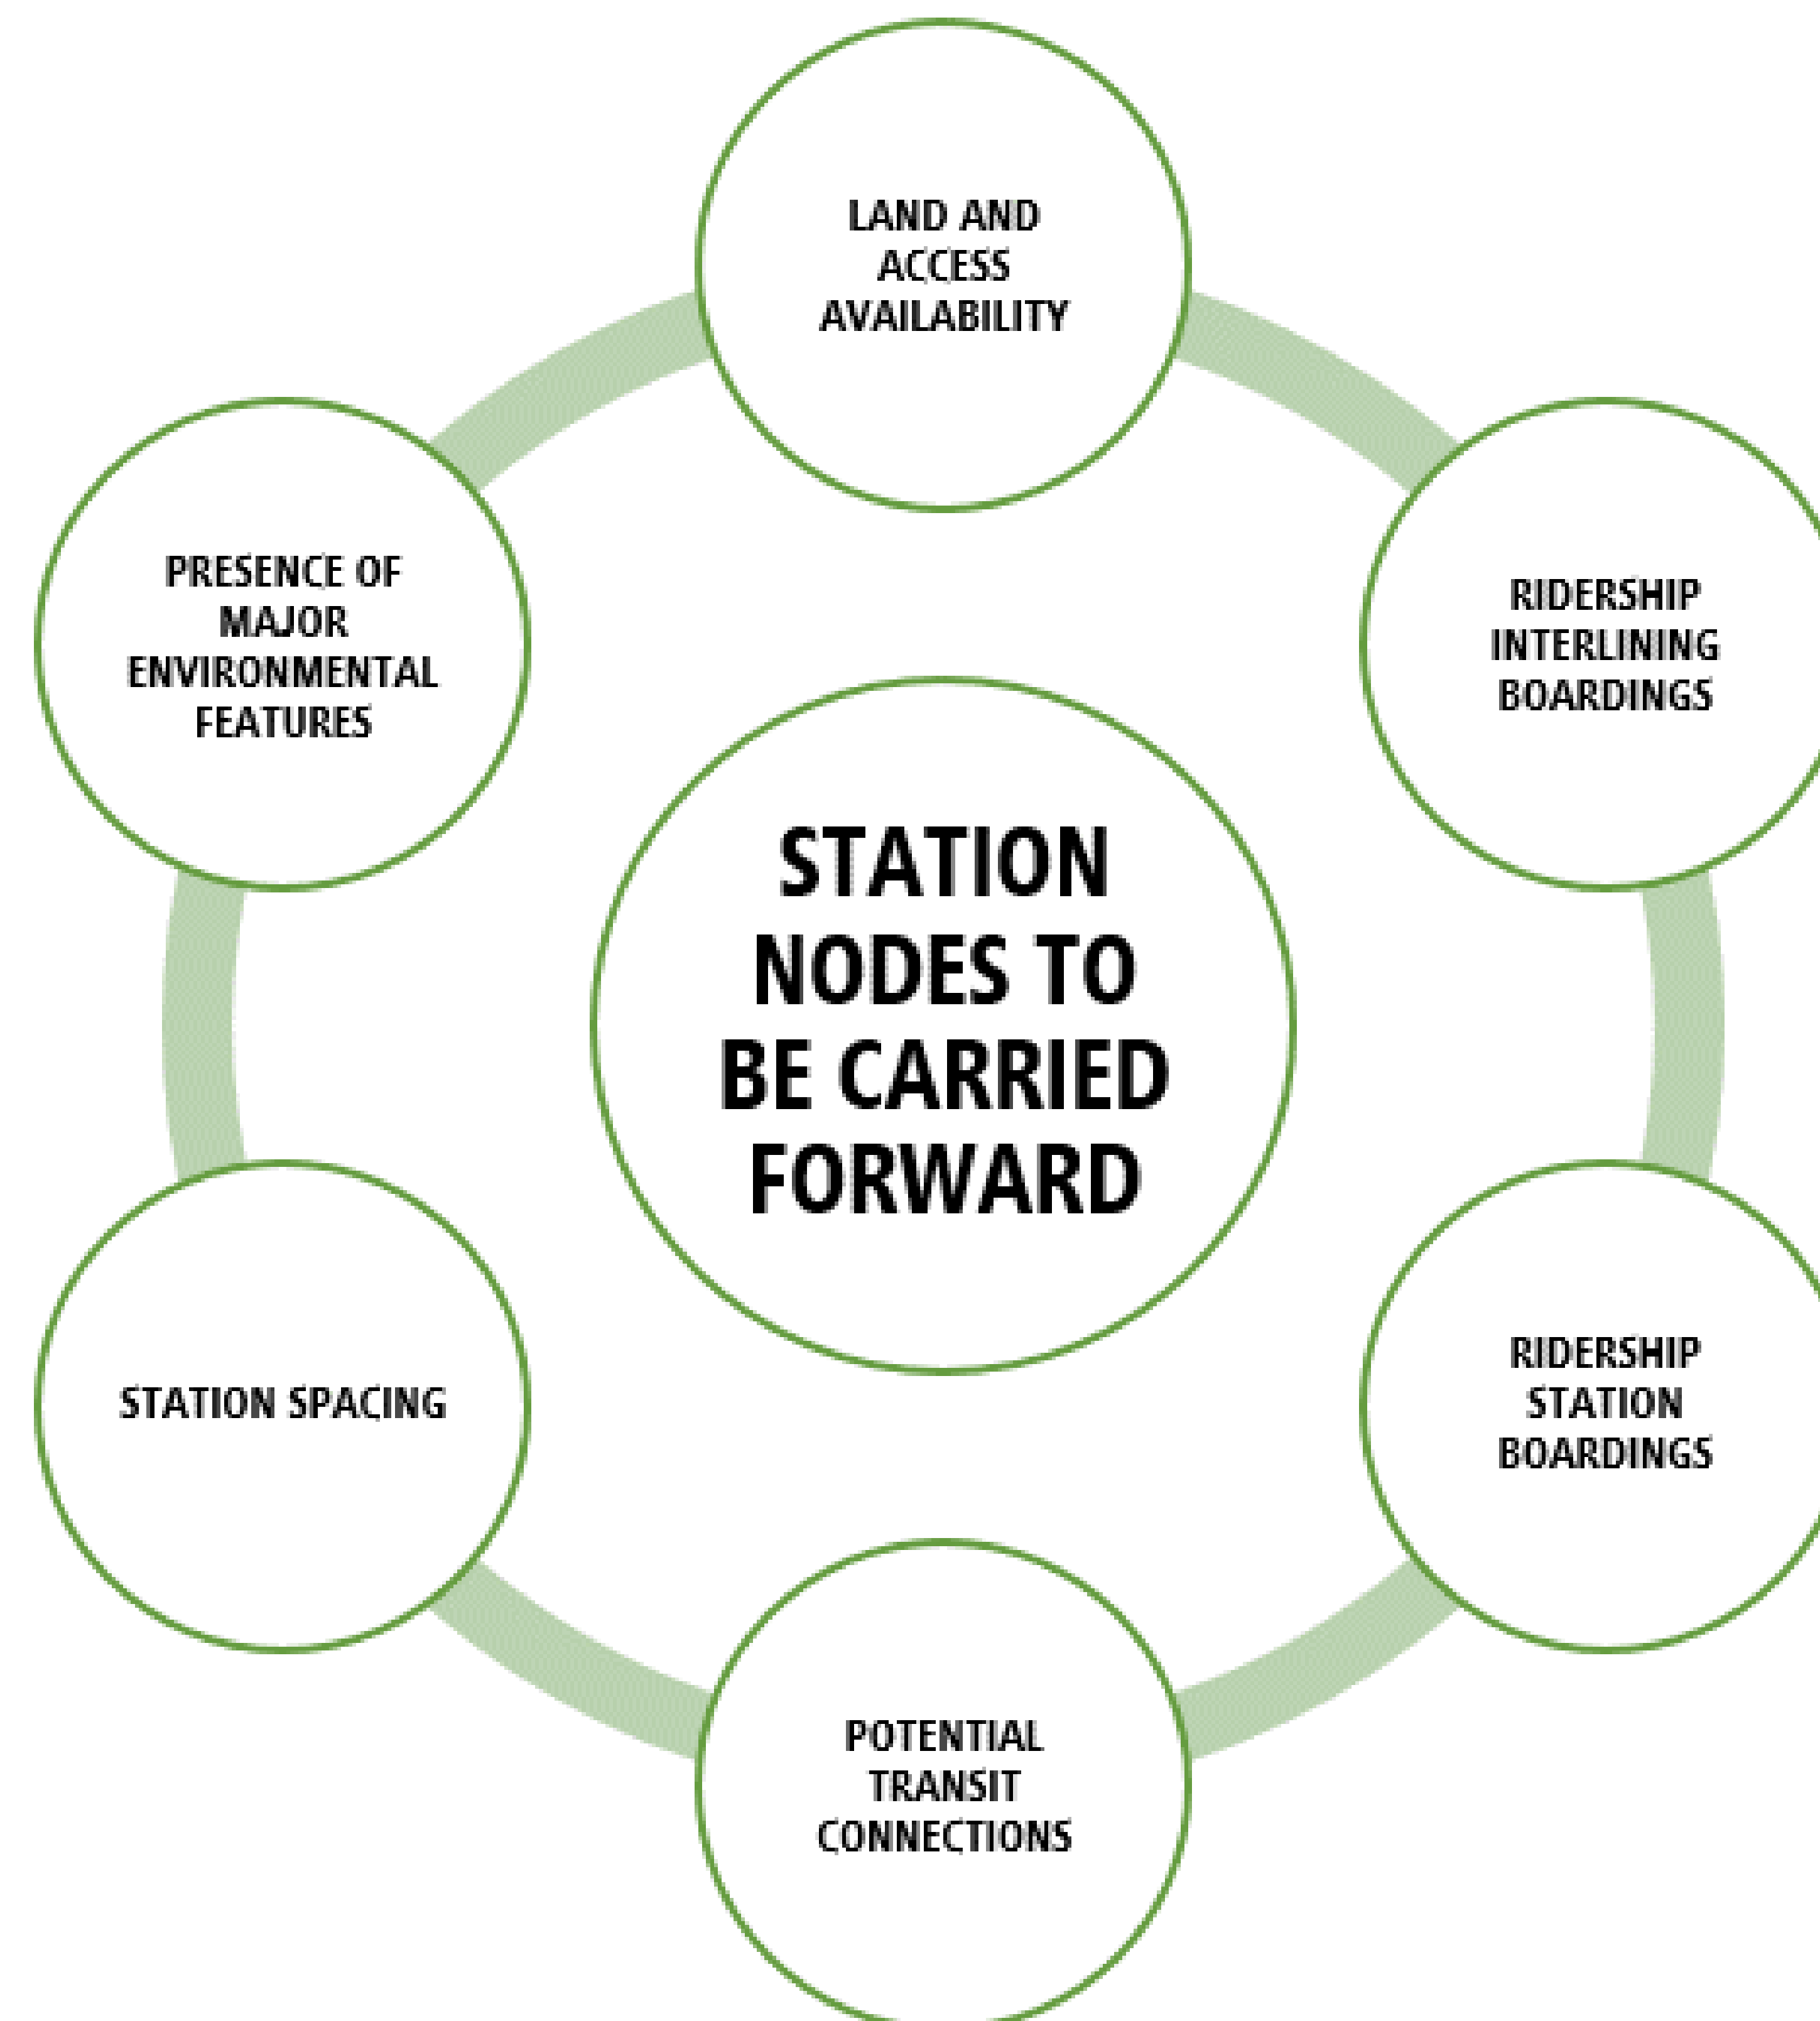 LAND AND
ACCESS
AVAILABILITY
RIDERSHIP
INTERLINING
BOARDINGS
RIDERSHIP
STATION
BOARDINGS
POTENTIAL
TRANSIT
CONNECTIONS
STATION SPACING
PRESENCE OF
MAJOR
ENVIRONMENTAL
FEATURES
STATION
NODES TO
BE CARRIED
FORWARD